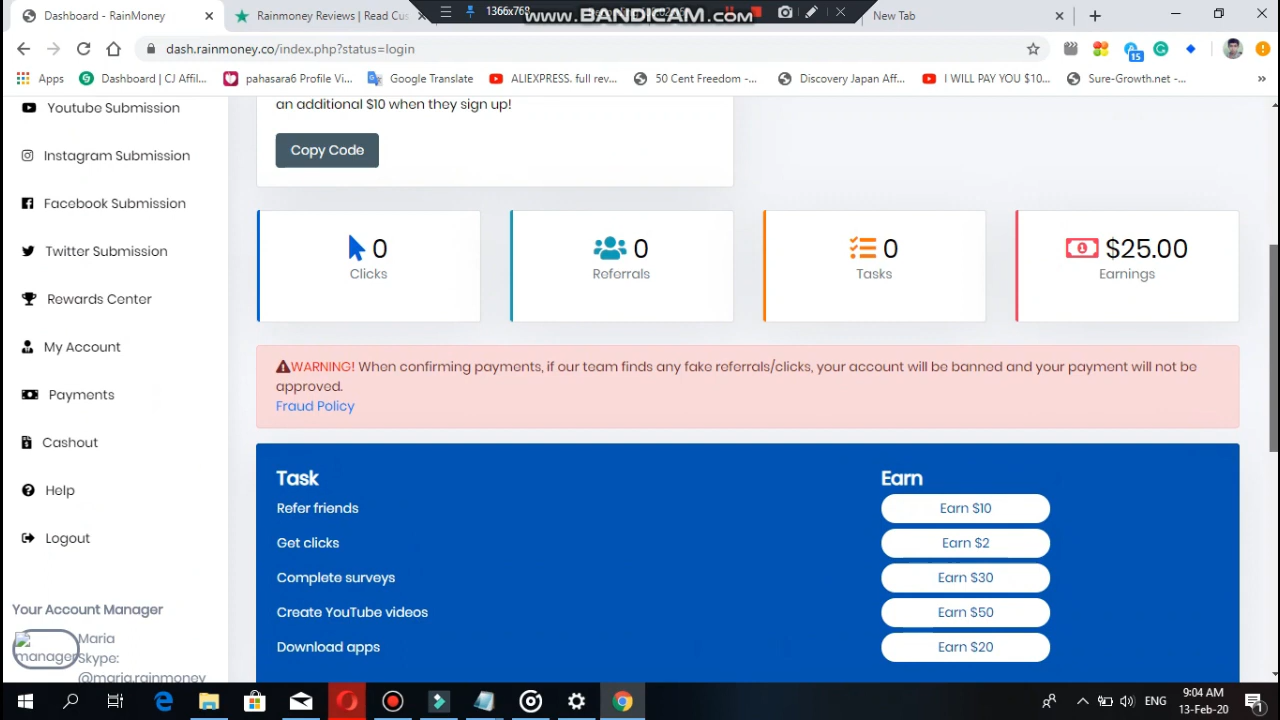 Dashboard - RainMoney
Rainmoney Reviews | Read Cus
1366x768
www.BANDICAM.com
New Tab
dash.rainmoney.co/index.php?status=login
15
Apps
Dashboard | CJ Affil...
pahasara6 Profile Vi...
Google Translate
ALIEXPRESS. full rev...
50 Cent Freedom -...
Discovery Japan Aff...
I WILL PAY YOU $10...
Sure-Growth.net -...
»
Youtube Submission
Instagram Submission
Facebook Submission
Twitter Submission
Rewards Center
My Account
Payments
Cashout
Help
Logout
Your Account Manager
manager
Maria
Skype:
@maria.rainmoney
an additional $10 when they sign up!
Copy Code
0
Clicks
0
Referrals
0
Tasks
$25.00
Earnings
WARNING! When confirming payments, if our team finds any fake referrals/clicks, your account will be banned and your payment will not be
approved.
Fraud Policy
Task Earn
Refer friends Earn $10
Get clicks Earn $2
Complete surveys Earn $30
Create YouTube videos Earn $50
Download apps Earn $20
ENG
9:04 AM
13-Feb-20
1